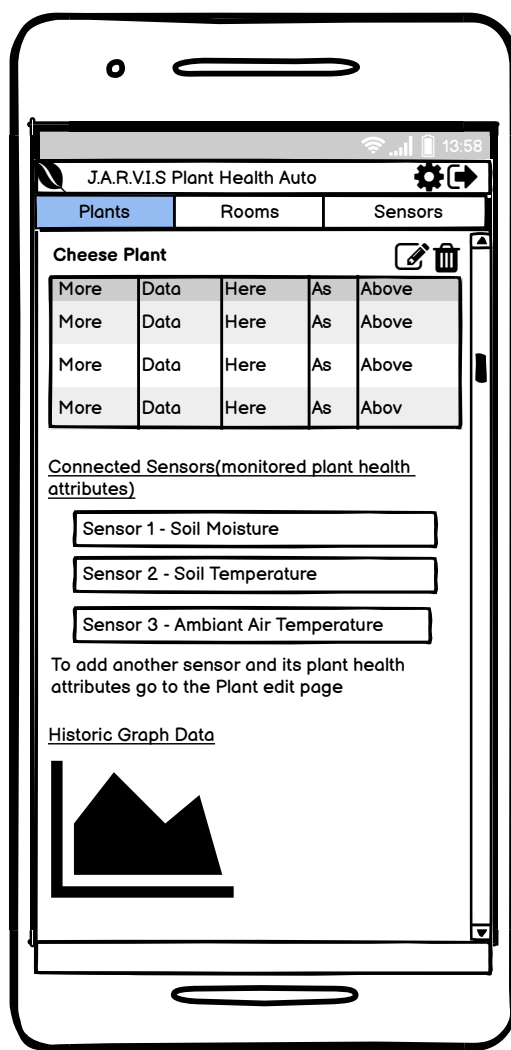 13:58
J.A.R.V.I.S Plant Health Auto
Plants Rooms Sensors
Cheese Plant
More Data Here As Above
More Data Here As Above
More Data Here As Above
More Data Here As Abov
Connected Sensors(monitored plant health
attributes)
Sensor 1 - Soil Moisture
Sensor 2 - Soil Temperature
Sensor 3 - Ambiant Air Temperature
To add another sensor and its plant health
attributes go to the Plant edit page
Historic Graph Data